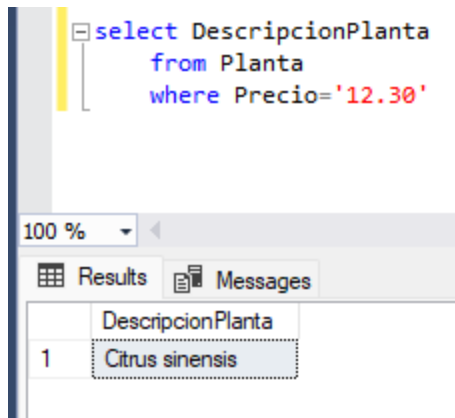 select DescripcionPlanta
from Planta
where Precio='12.30'
100 %
Results Messages
DescripcionPlanta
1 Citrus sinensis